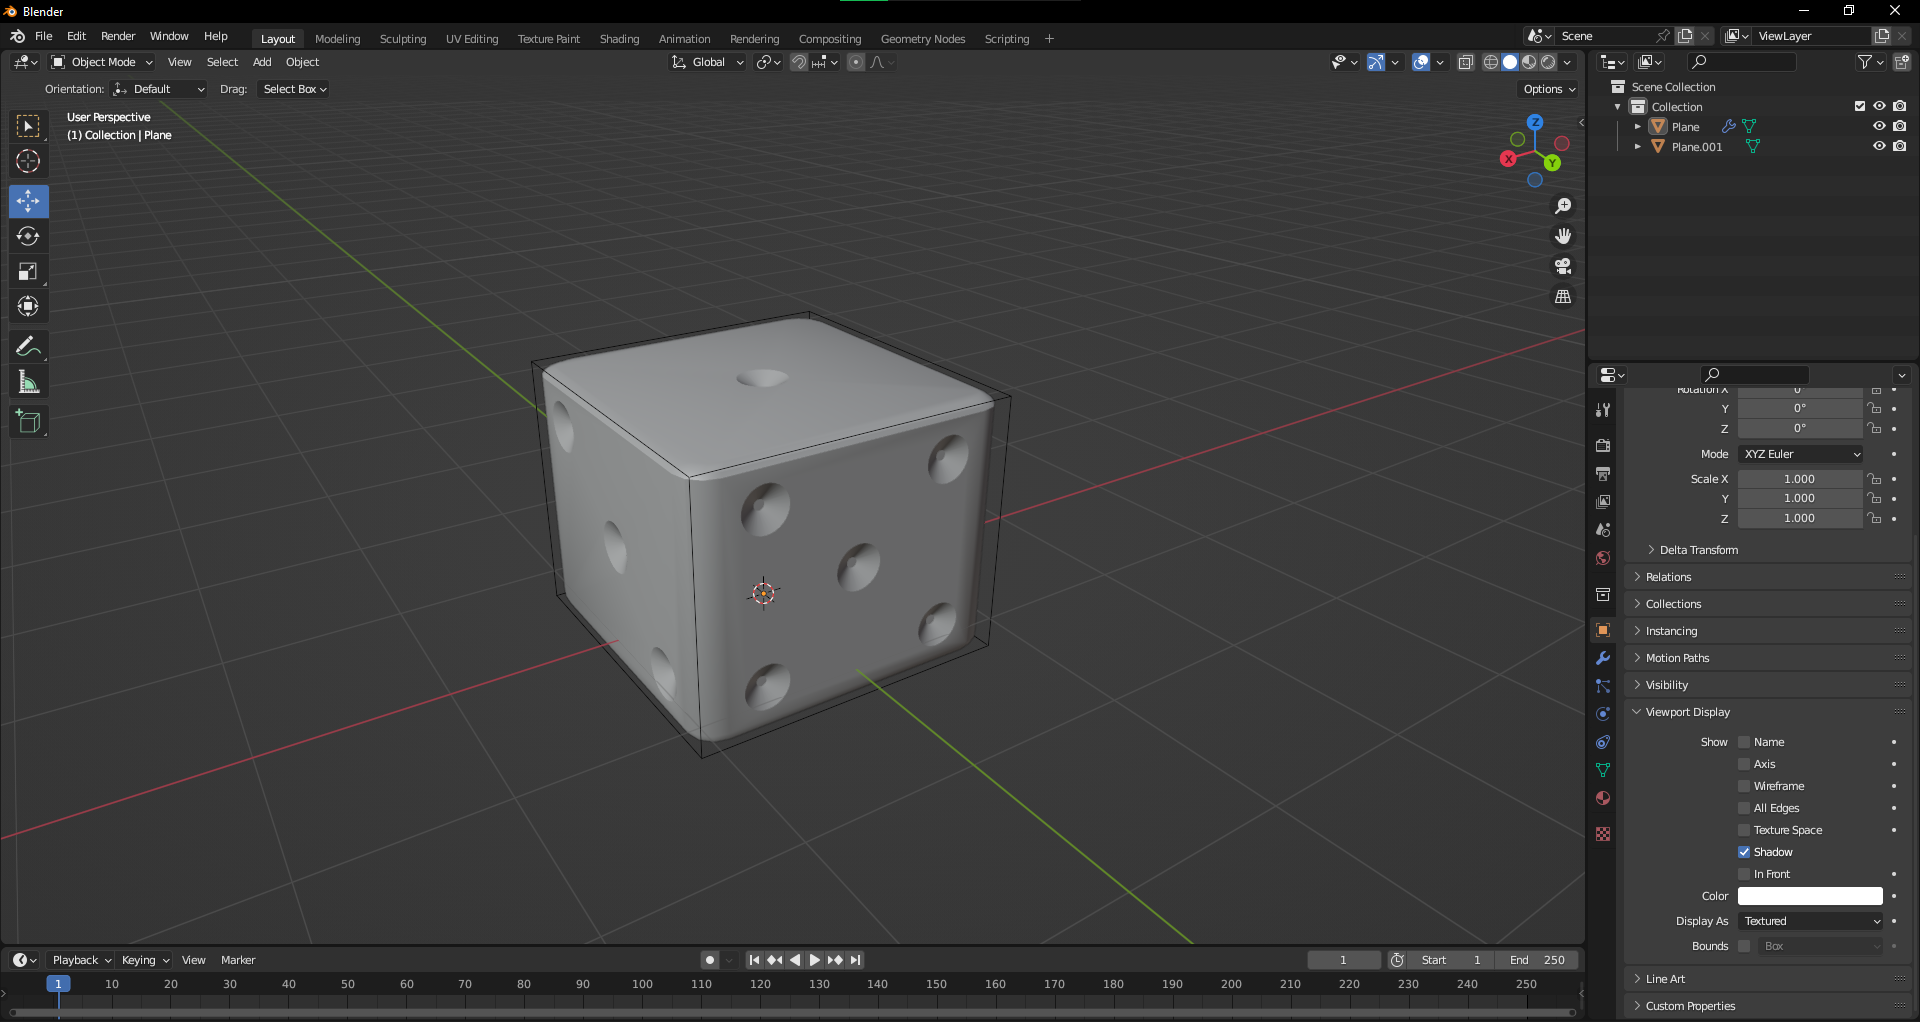 Blender
File Edit Render Window Help Layout Modeling Sculpting UV Editing Texture Paint Shading Animation Rendering Compositing Geometry Nodes Scripting Scene ViewLayer
Object Mode View Select Add Object Global
Orientation: Default Drag: Select Box Options
User Perspective
(1) Collection | Plane
Z
X
Y
Scene Collection
Collection
Plane
Plane.001
Rotation X 0°
Y 0°
Z 0°
Mode XYZ Euler
Scale X 1.000
Y 1.000
Z 1.000
Delta Transform
Relations
Collections
Instancing
Motion Paths
Visibility
Viewport Display
Show Name
Axis
Wireframe
All Edges
Texture Space
Shadow
In Front
Color
Display As Textured
Bounds Box
Line Art
Custom Properties
Playback Keying View Marker 1 Start 1 End 250
1 10 20 30 40 50 60 70 80 90 100 110 120 130 140 150 160 170 180 190 200 210 220 230 240 250